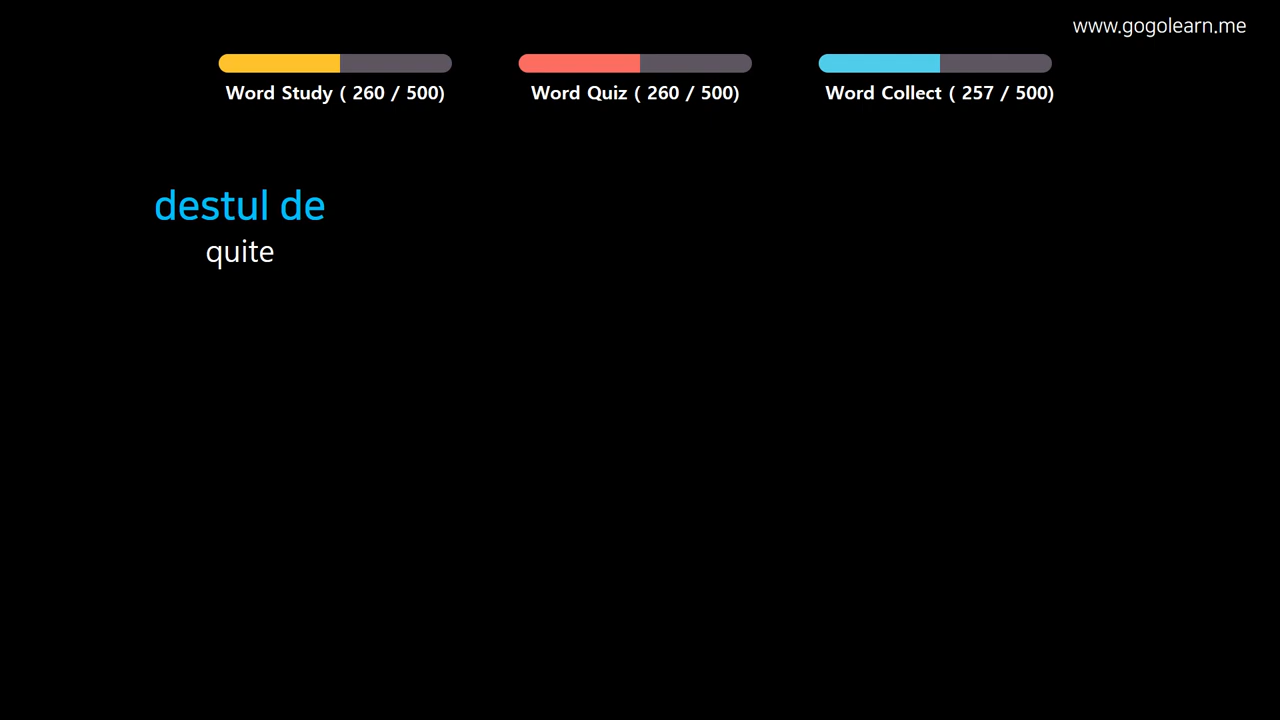 www.gogolearn.me
Word Study ( 260 / 500)
Word Quiz ( 260 / 500)
Word Collect ( 257 / 500)
destul de
quite